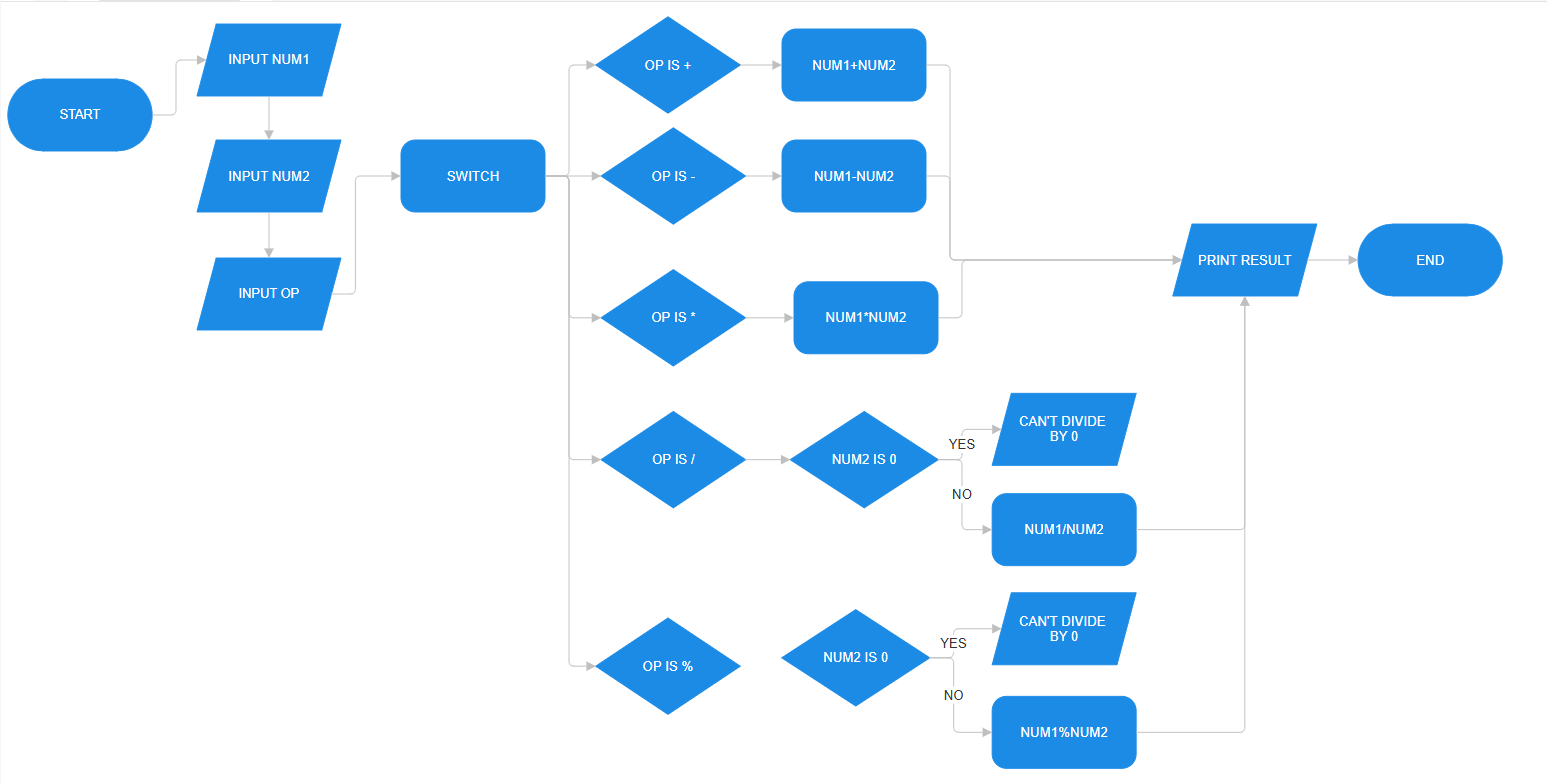 START
INPUT NUM1
INPUT NUM2
INPUT OP
SWITCH
OP IS +
NUM1+NUM2
OP IS -
NUM1-NUM2
OP IS *
NUM1*NUM2
OP IS /
NUM2 IS 0
YES
CAN'T DIVIDE
BY 0
NO
NUM1/NUM2
OP IS %
NUM2 IS 0
YES
CAN'T DIVIDE
BY 0
NO
NUM1%NUM2
PRINT RESULT
END